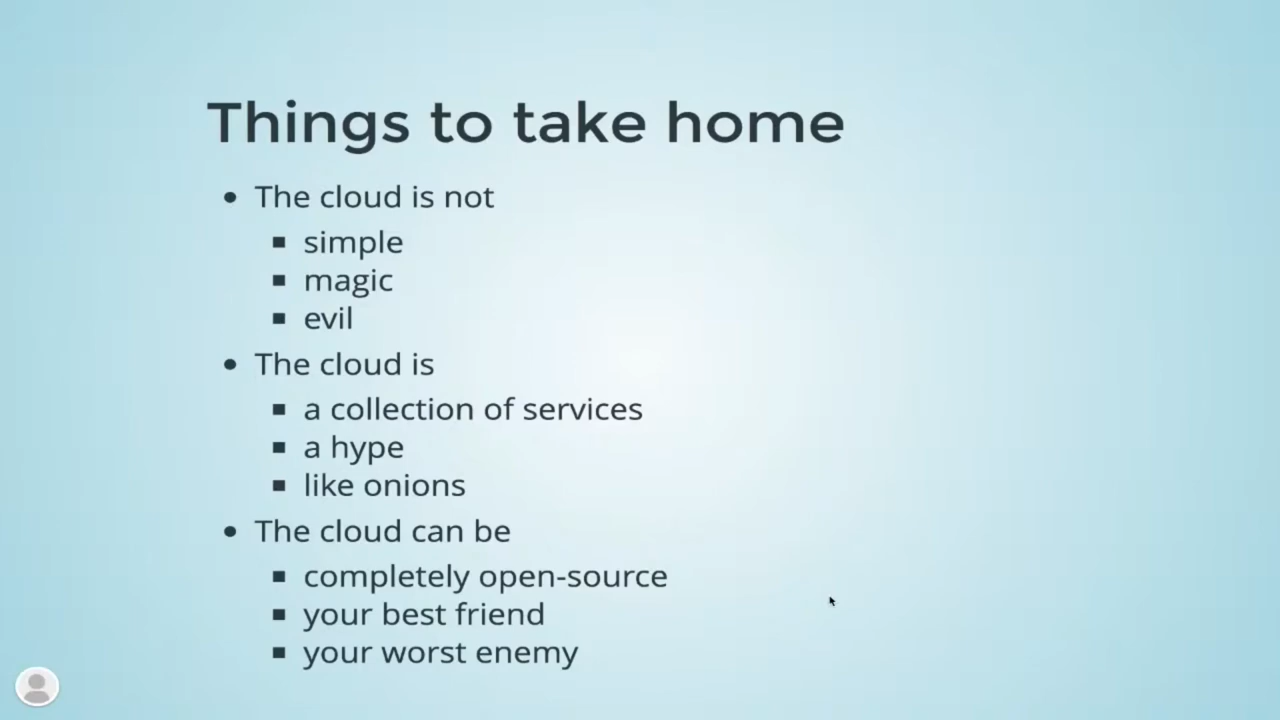 Things to take home
• The cloud is not
▪ simple
▪ magic
▪ evil
• The cloud is
▪ a collection of services
▪ a hype
▪ like onions
• The cloud can be
▪ completely open-source
▪ your best friend
▪ your worst enemy